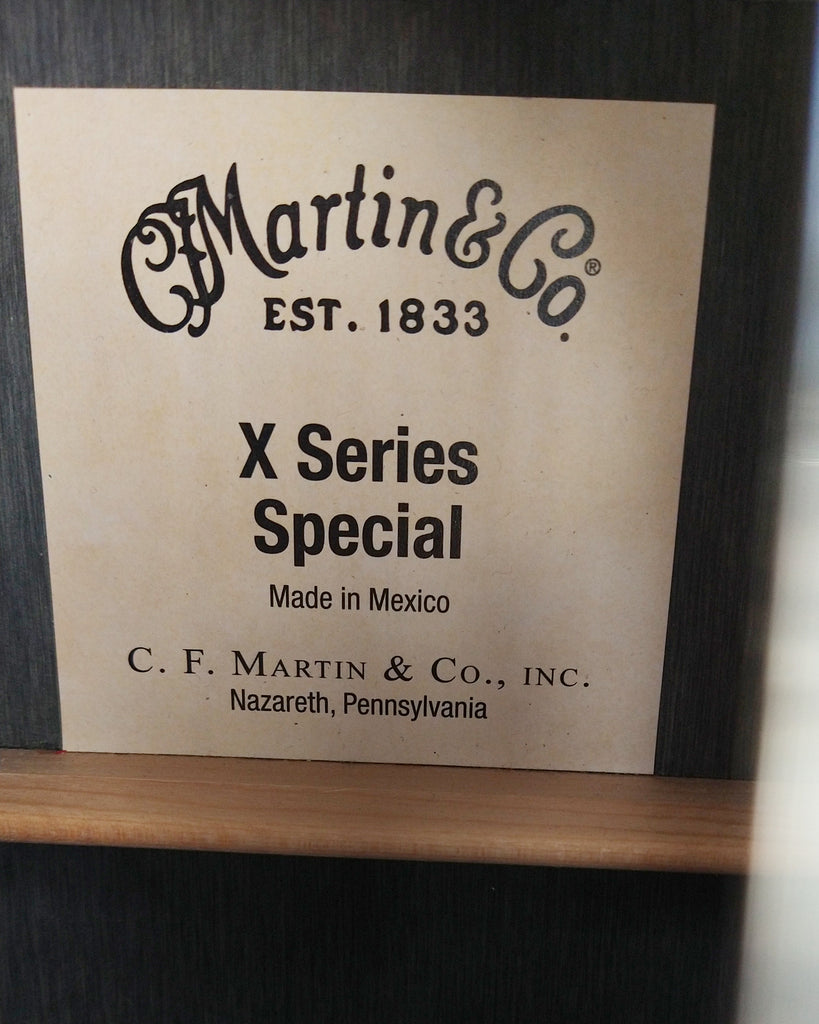 CFMartin & Co.®
EST. 1833
X Series
Special
Made in Mexico
C. F. MARTIN & CO., INC.
Nazareth, Pennsylvania